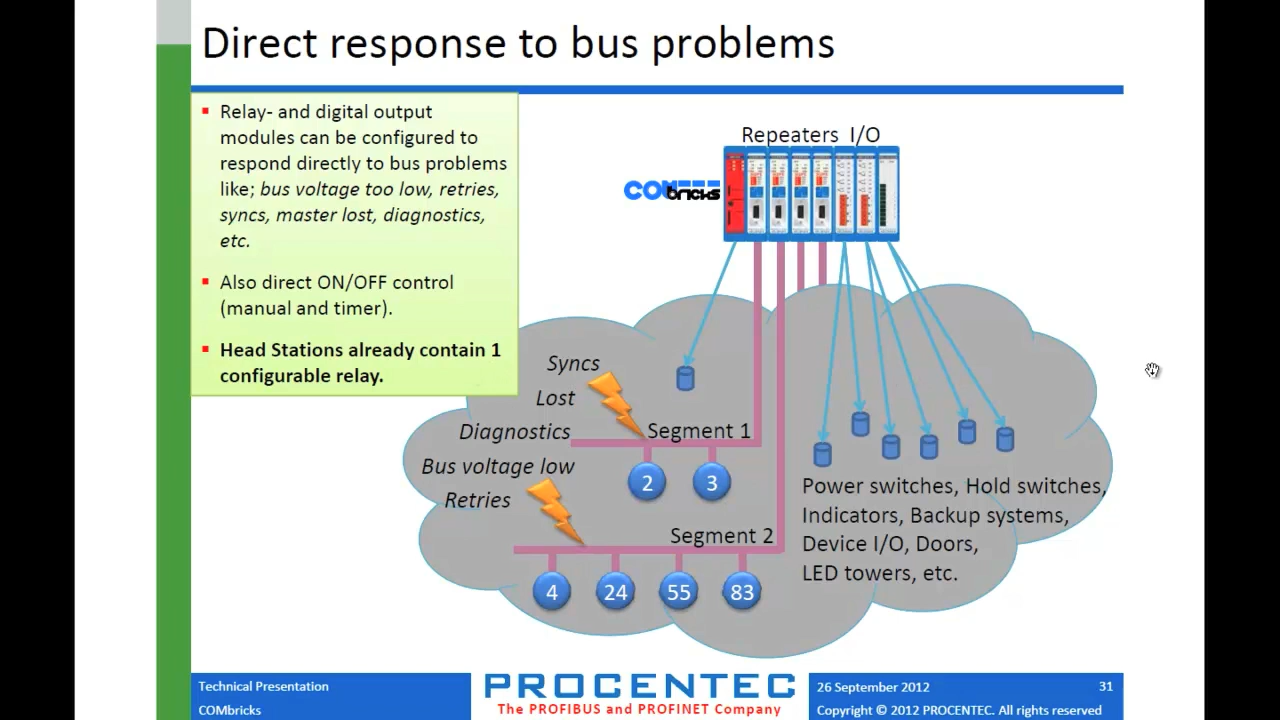 Direct response to bus problems
Relay- and digital output
modules can be configured to
respond directly to bus problems
like; bus voltage too low, retries,
syncs, master lost, diagnostics,
etc.
Also direct ON/OFF control
(manual and timer).
Head Stations already contain 1
configurable relay.
Repeaters I/O
COMbricks
Syncs
Lost
Diagnostics
Segment 1
Bus voltage low
2 3
Retries
Segment 2
4 24 55 83
Power switches, Hold switches,
Indicators, Backup systems,
Device I/O, Doors,
LED towers, etc.
Technical Presentation
COMbricks
PROCENTEC
The PROFIBUS and PROFINET Company
26 September 2012 31
Copyright © 2012 PROCENTEC. All rights reserved